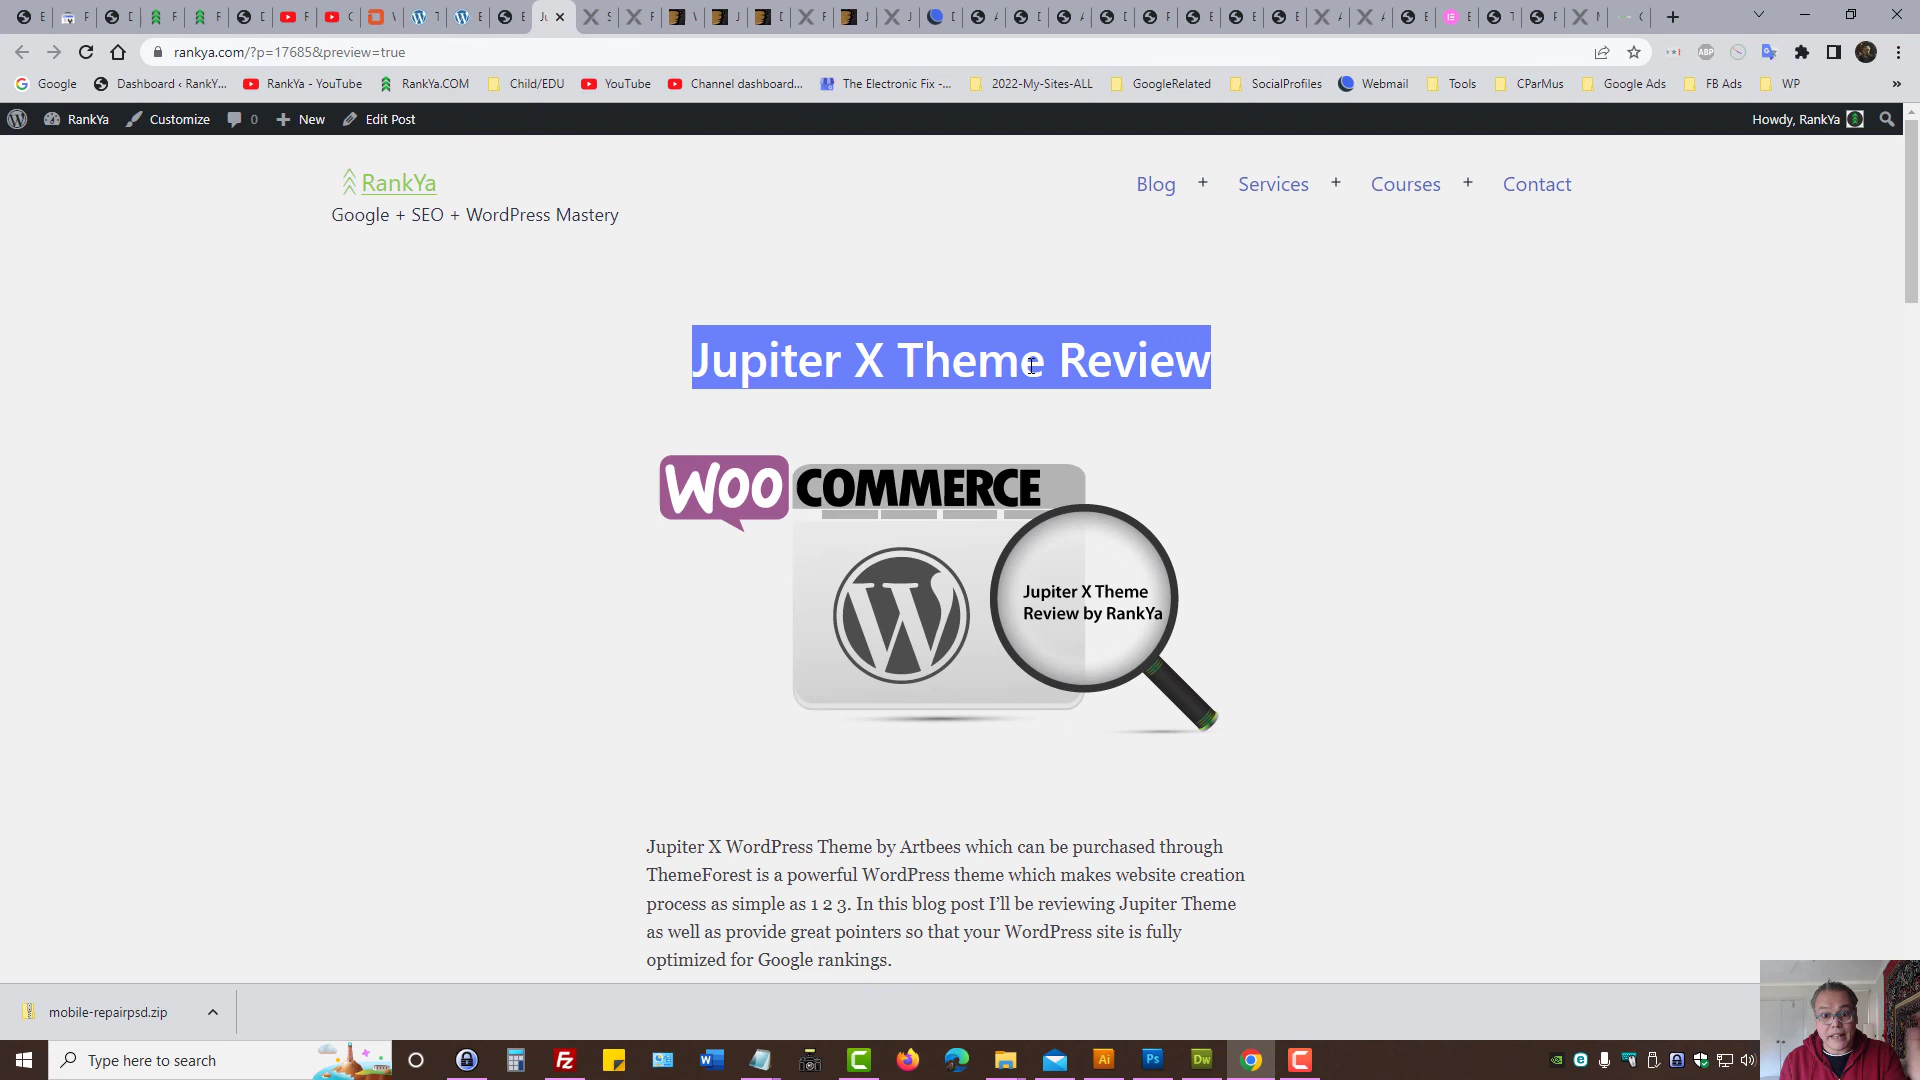 rankya.com/?p=17685&preview=true
ABP
Google
Dashboard ‹ RankY...
RankYa - YouTube
RankYa.COM
Child/EDU
YouTube
Channel dashboard...
The Electronic Fix -...
2022-My-Sites-ALL
GoogleRelated
SocialProfiles
Webmail
Tools
CParMus
Google Ads
FB Ads
WP
»
RankYa
Customize
0
New
Edit Post
Howdy, RankYa
RankYa
Google + SEO + WordPress Mastery
Blog +
Services +
Courses +
Contact
Jupiter X Theme Review
WOO COMMERCE
Jupiter X Theme
Review by RankYa
Jupiter X WordPress Theme by Artbees which can be purchased through
ThemeForest is a powerful WordPress theme which makes website creation
process as simple as 1 2 3. In this blog post I’ll be reviewing Jupiter Theme
as well as provide great pointers so that your WordPress site is fully
optimized for Google rankings.
mobile-repairpsd.zip
Type here to search
Fz
Ai
Ps
Dw